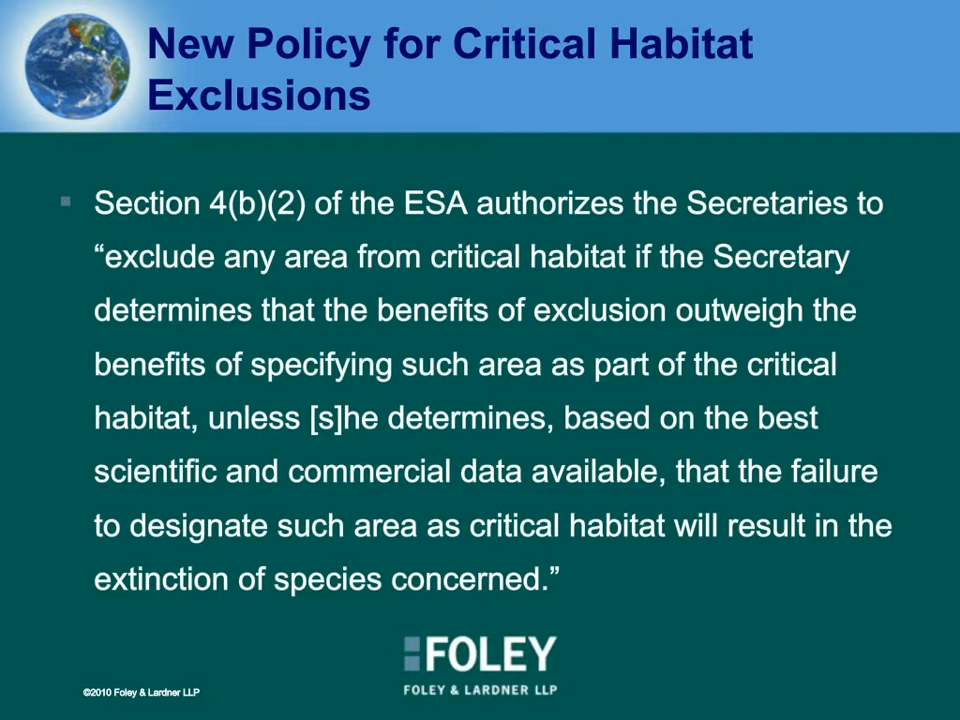 New Policy for Critical Habitat
Exclusions
Section 4(b)(2) of the ESA authorizes the Secretaries to
“exclude any area from critical habitat if the Secretary
determines that the benefits of exclusion outweigh the
benefits of specifying such area as part of the critical
habitat, unless [s]he determines, based on the best
scientific and commercial data available, that the failure
to designate such area as critical habitat will result in the
extinction of species concerned.”
FOLEY
FOLEY & LARDNER LLP
©2010 Foley & Lardner LLP